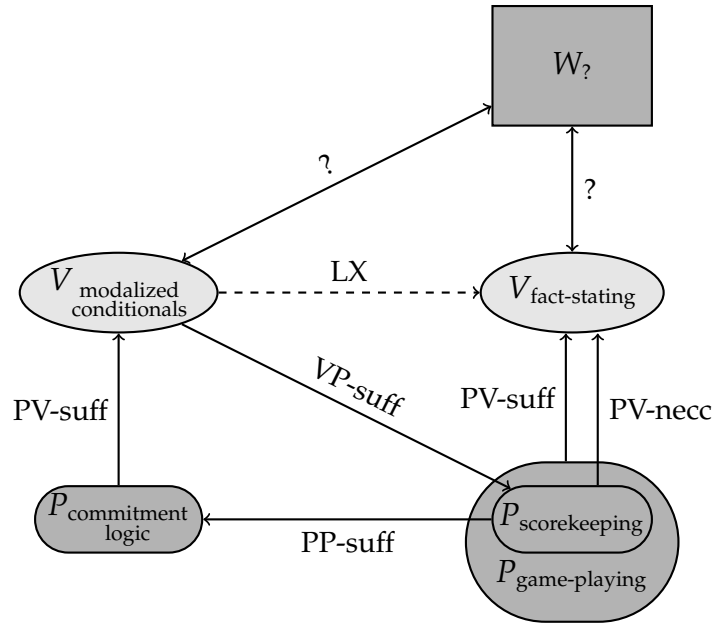 W?
?
?
V modalized
conditionals
LX
V fact-stating
VP-suff
PV-suff
PV-suff
PV-necc
P commitment
logic
PP-suff
P scorekeeping
P game-playing